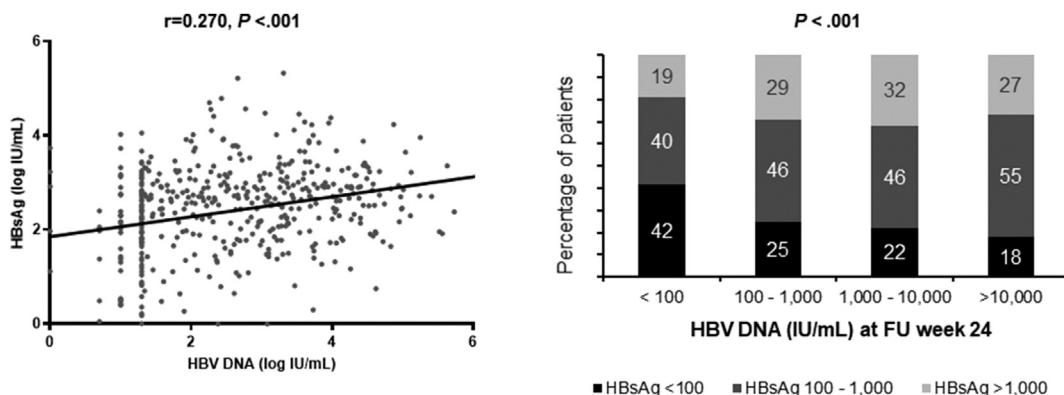 r=0.270, P <.001
HBsAg (log IU/mL)
6
4
2
0
0
2
4
6
HBV DNA (log IU/mL)
P < .001
Percentage of patients
19
29
32
27
40
46
46
55
42
25
22
18
< 100
100 - 1,000
1,000 - 10,000
>10,000
HBV DNA (IU/mL) at FU week 24
HBsAg <100
HBsAg 100 - 1,000
HBsAg >1,000